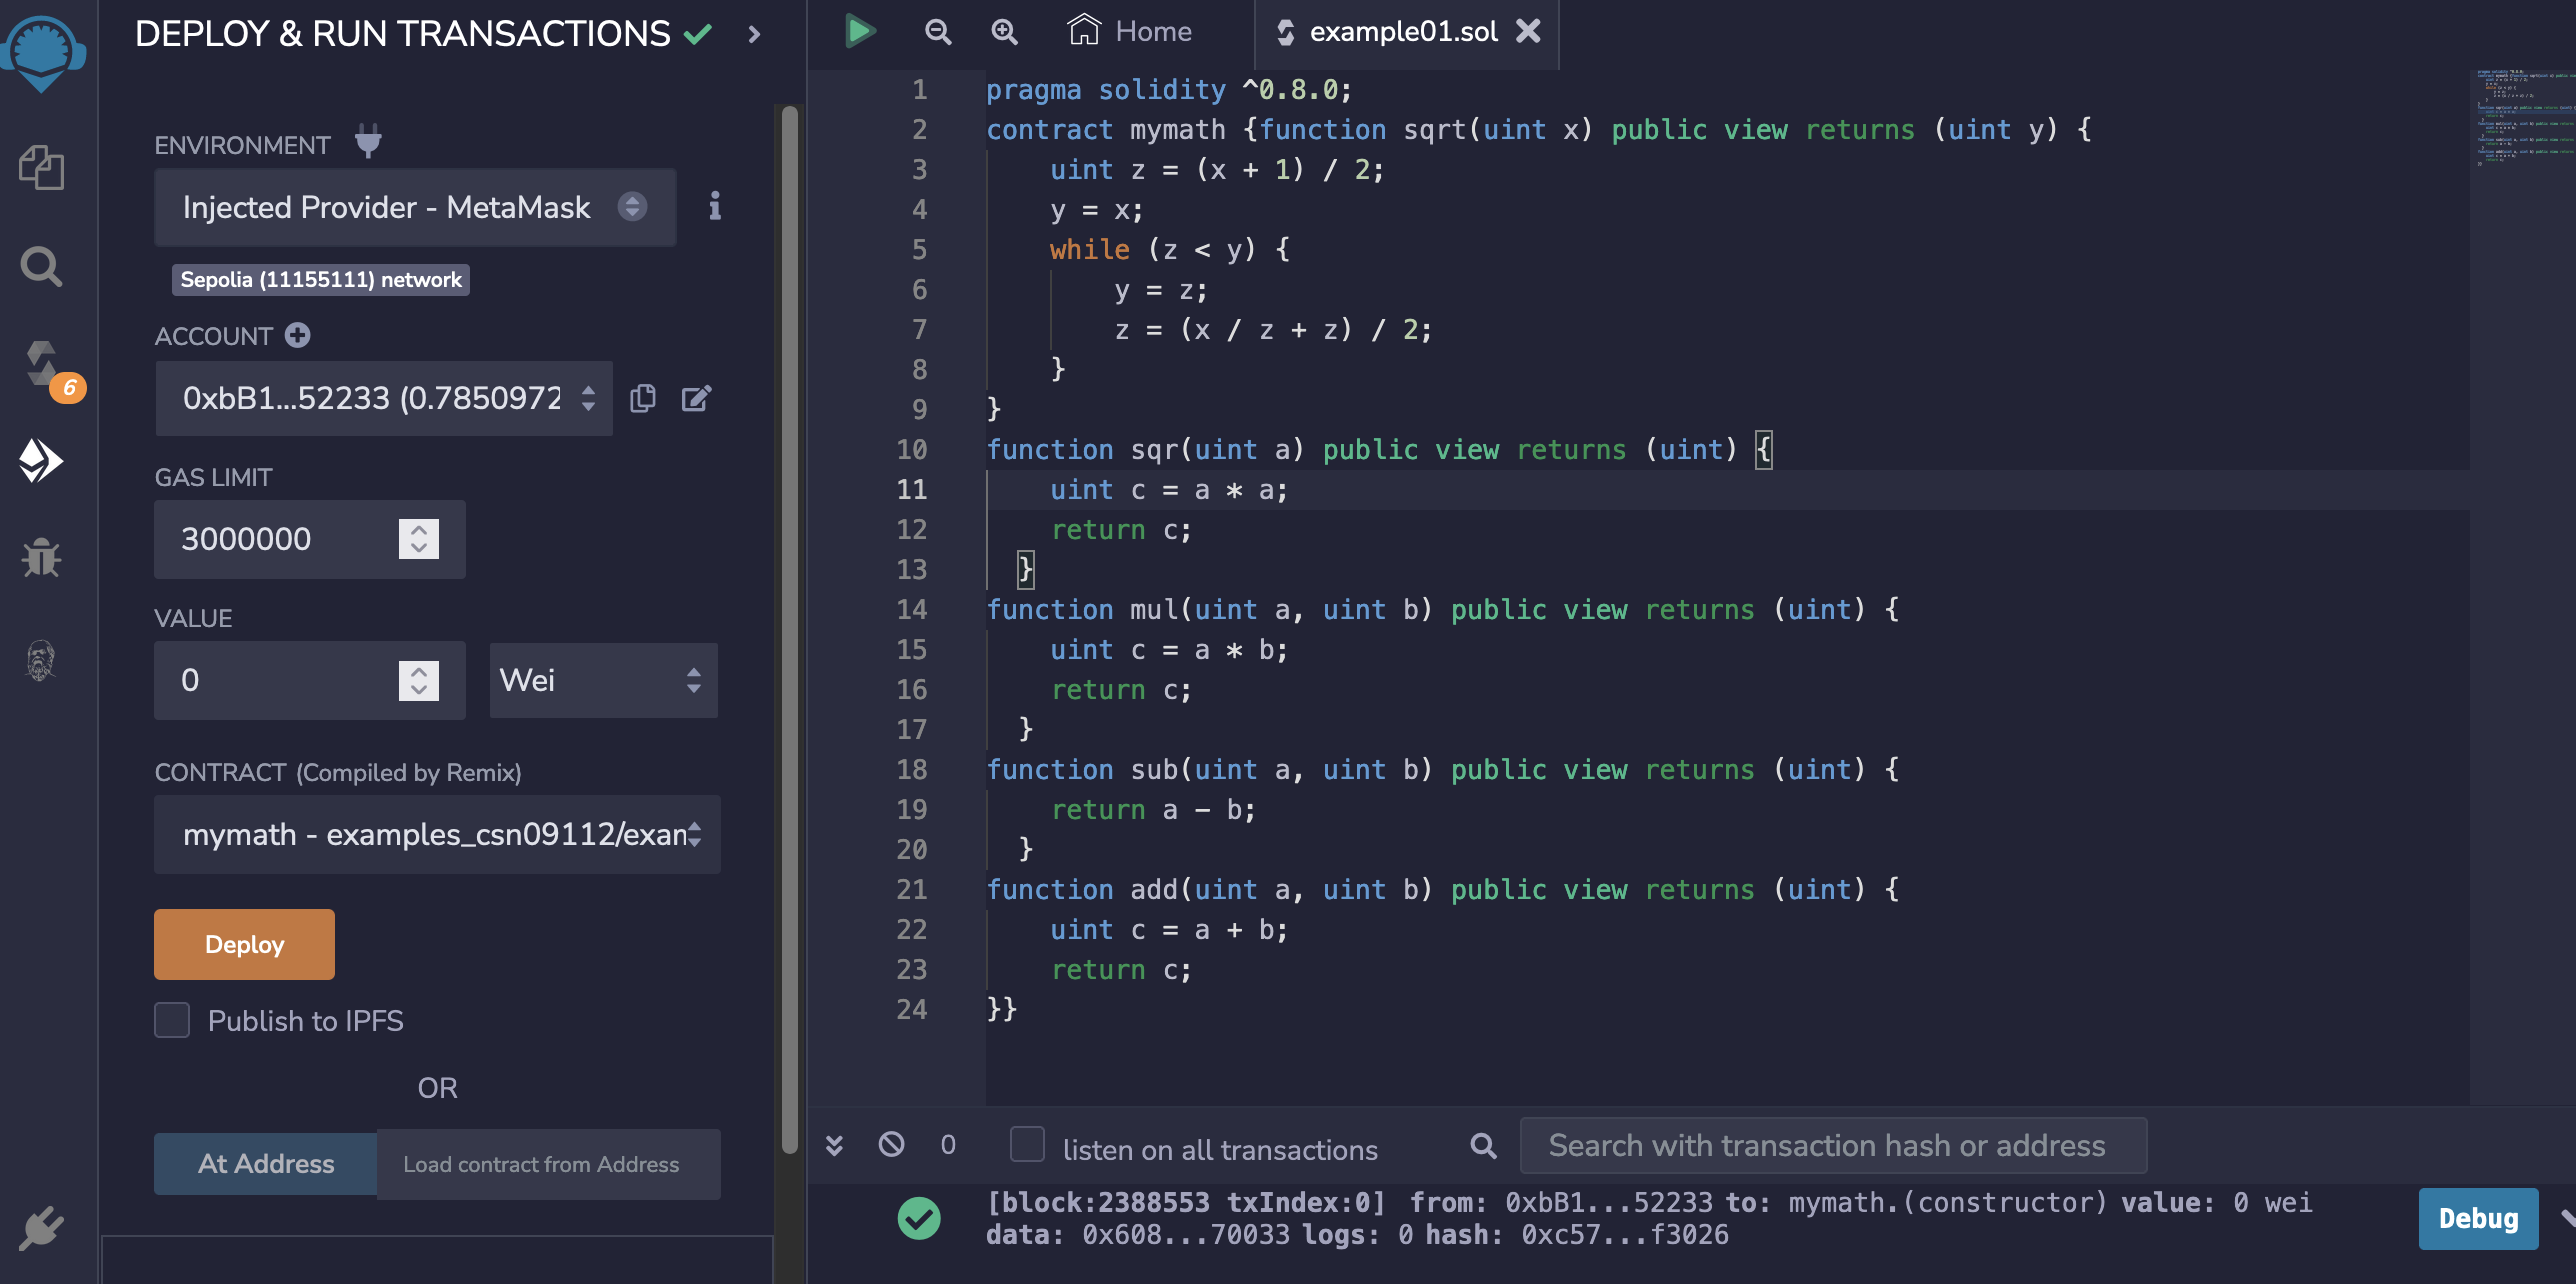 DEPLOY & RUN TRANSACTIONS
ENVIRONMENT
Injected Provider - MetaMask
Sepolia (11155111) network
ACCOUNT
0xbB1...52233 (0.7850972
GAS LIMIT
3000000
VALUE
0
Wei
CONTRACT (Compiled by Remix)
mymath - examples_csn09112/exam
Deploy
Publish to IPFS
OR
At Address
Load contract from Address
6
Home
example01.sol
1 pragma solidity ^0.8.0;
2 contract mymath {function sqrt(uint x) public view returns (uint y) {
3     uint z = (x + 1) / 2;
4     y = x;
5     while (z < y) {
6         y = z;
7         z = (x / z + z) / 2;
8     }
9 }
10 function sqr(uint a) public view returns (uint) {
11     uint c = a * a;
12     return c;
13   }
14 function mul(uint a, uint b) public view returns (uint) {
15     uint c = a * b;
16     return c;
17   }
18 function sub(uint a, uint b) public view returns (uint) {
19     return a - b;
20   }
21 function add(uint a, uint b) public view returns (uint) {
22     uint c = a + b;
23     return c;
24 }}
0
listen on all transactions
Search with transaction hash or address
[block:2388553 txIndex:0] from: 0xbB1...52233 to: mymath.(constructor) value: 0 wei
data: 0x608...70033 logs: 0 hash: 0xc57...f3026
Debug